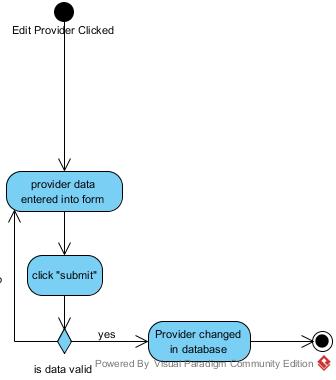 Edit Provider Clicked
provider data
entered into form
click "submit"
yes
Provider changed
in database
is data valid
Powered By Visual Paradigm Community Edition